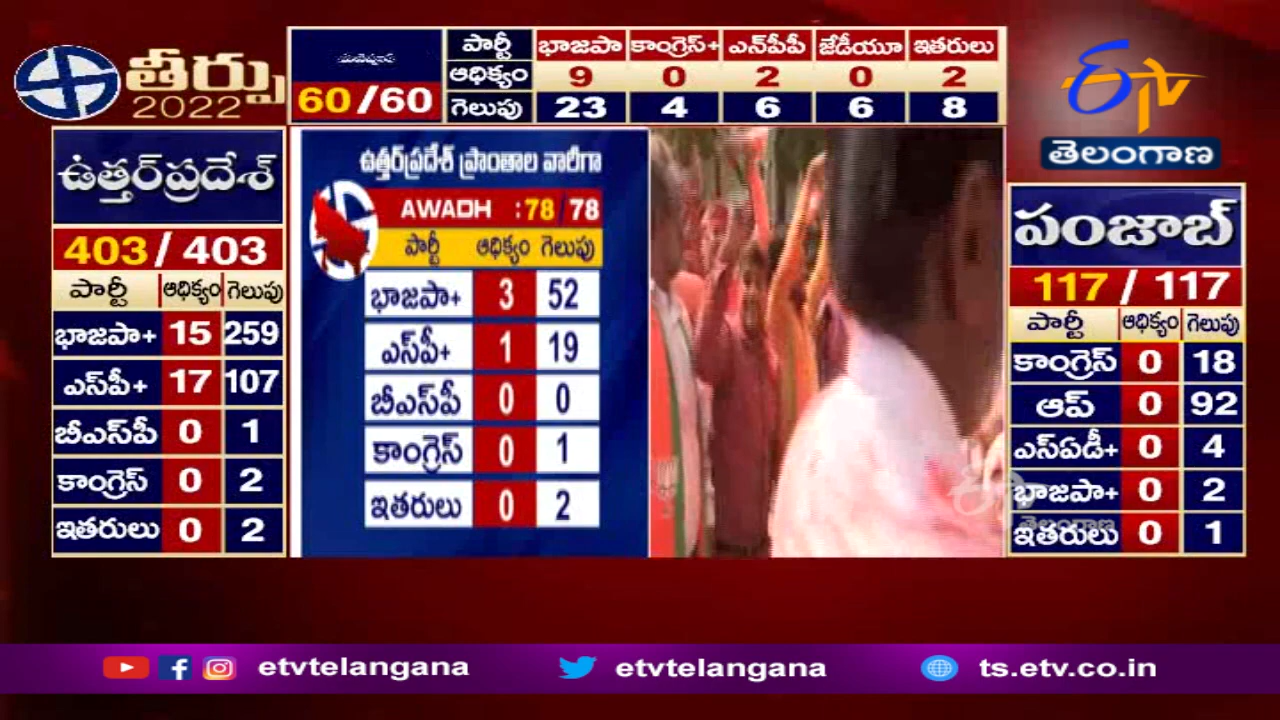 తీర్పు
2022
60/60
పార్టీ భాజపా కాంగ్రెస్+ ఎన్‌పీపీ జేడీయూ ఇతరులు
ఆధిక్యం 9 0 2 0 2
గెలుపు 23 4 6 6 8
ETV
తెలంగాణ
ఉత్తర్‌ప్రదేశ్
403/403
పార్టీ ఆధిక్యం గెలుపు
భాజపా+ 15 259
ఎస్‌పీ+ 17 107
బీఎస్‌పీ 0 1
కాంగ్రెస్ 0 2
ఇతరులు 0 2
ఉత్తర్‌ప్రదేశ్ ప్రాంతాల వారీగా
AWADH :78/78
పార్టీ ఆధిక్యం గెలుపు
భాజపా+ 3 52
ఎస్‌పీ+ 1 19
బీఎస్‌పీ 0 0
కాంగ్రెస్ 0 1
ఇతరులు 0 2
పంజాబ్
117/117
పార్టీ ఆధిక్యం గెలుపు
కాంగ్రెస్ 0 18
ఆప్ 0 92
ఎస్‌ఏడీ+ 0 4
భాజపా+ 0 2
ఇతరులు 0 1
తెలంగాణ
etvtelangana etvtelangana ts.etv.co.in